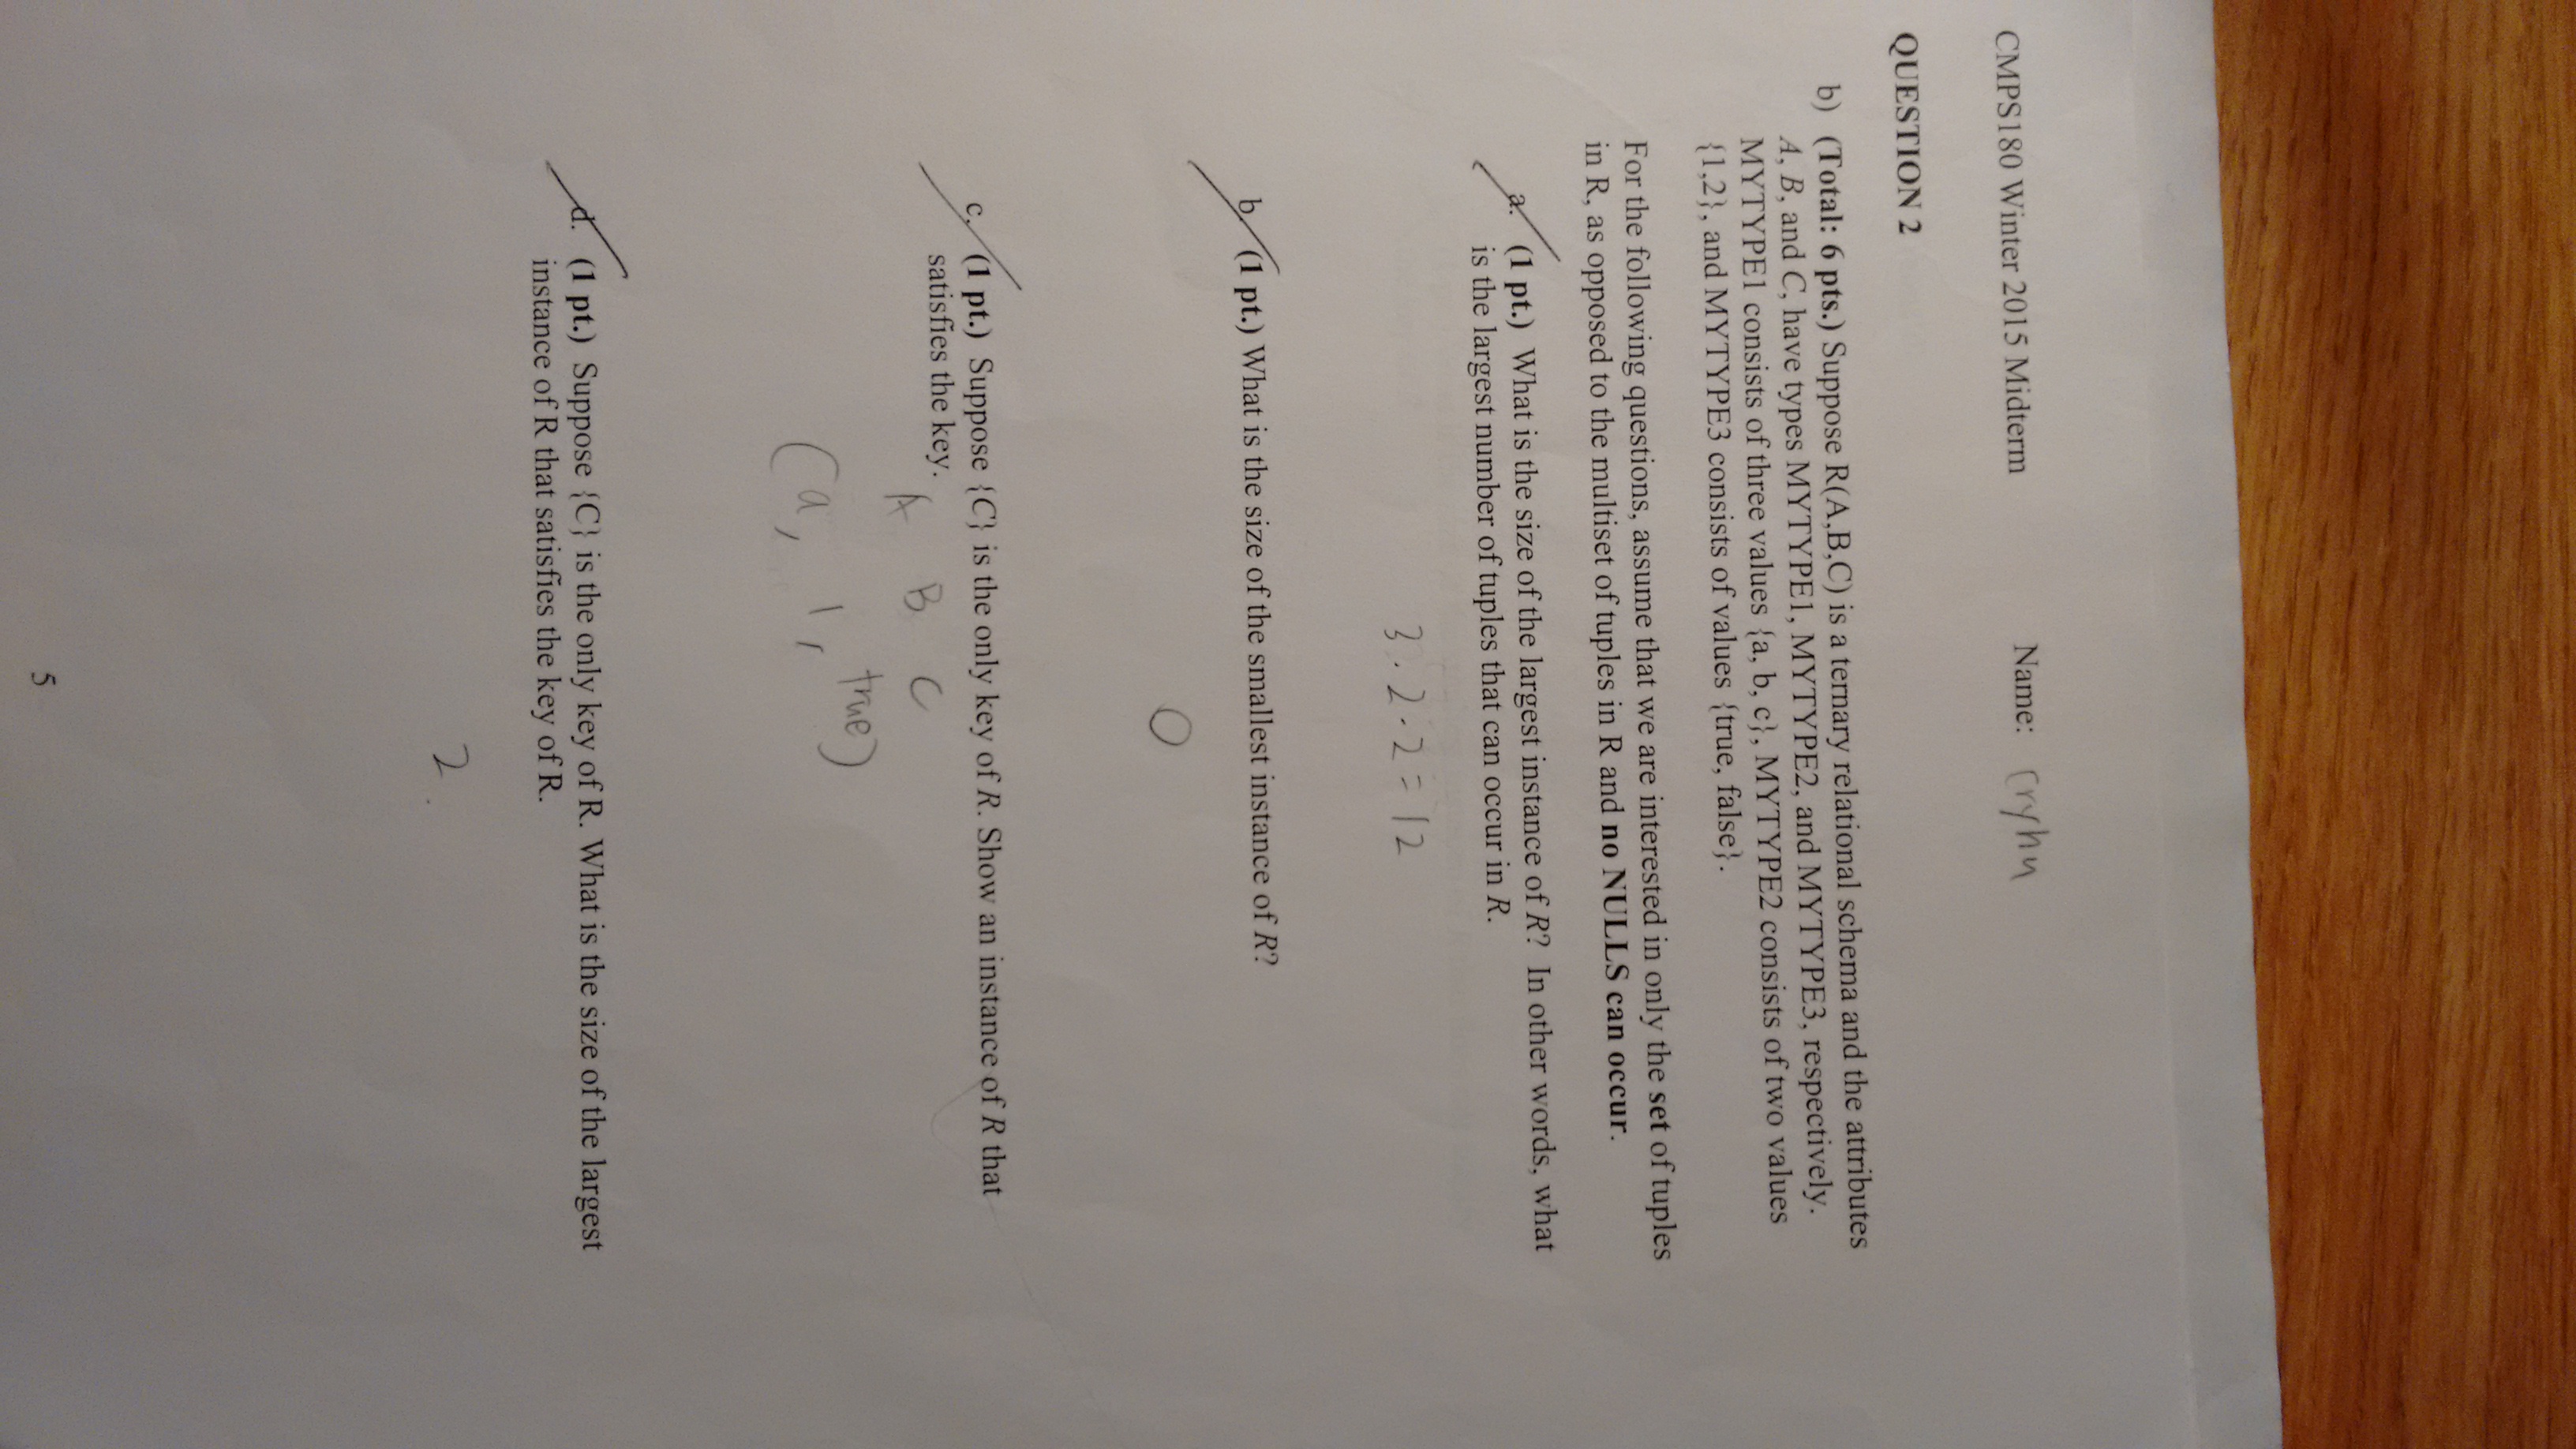 CMPS180 Winter 2015 Midterm Name: Cryhu
QUESTION 2
b) (Total: 6 pts.) Suppose R(A,B,C) is a ternary relational schema and the attributes
A, B, and C, have types MYTYPE1, MYTYPE2, and MYTYPE3, respectively.
MYTYPE1 consists of three values {a, b, c}, MYTYPE2 consists of two values
{1,2}, and MYTYPE3 consists of values {true, false}.
For the following questions, assume that we are interested in only the set of tuples
in R, as opposed to the multiset of tuples in R and no NULLS can occur.
a. (1 pt.) What is the size of the largest instance of R? In other words, what
is the largest number of tuples that can occur in R.
3 . 2 . 2 = 12
b. (1 pt.) What is the size of the smallest instance of R?
0
c. (1 pt.) Suppose {C} is the only key of R. Show an instance of R that
satisfies the key.
A B C
(a, 1, true)
d. (1 pt.) Suppose {C} is the only key of R. What is the size of the largest
instance of R that satisfies the key of R.
2.
5